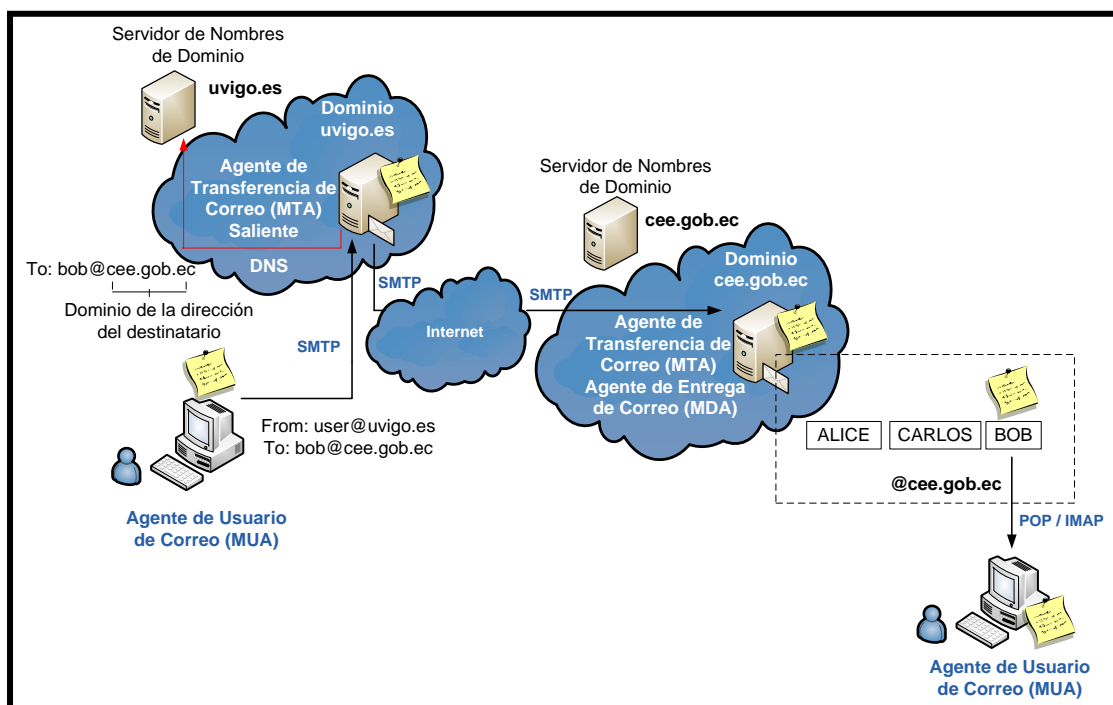 Servidor de Nombres
de Dominio
uvigo.es
Dominio
uvigo.es
Agente de
Transferencia de
Correo (MTA)
Saliente
DNS
To: bob@cee.gob.ec
Dominio de la dirección
del destinatario
SMTP
SMTP
Internet
SMTP
From: user@uvigo.es
To: bob@cee.gob.ec
Agente de Usuario
de Correo (MUA)
Servidor de Nombres
de Dominio
cee.gob.ec
Dominio
cee.gob.ec
Agente de
Transferencia de
Correo (MTA)
Agente de Entrega
de Correo (MDA)
ALICE
CARLOS
BOB
@cee.gob.ec
POP / IMAP
Agente de Usuario
de Correo (MUA)